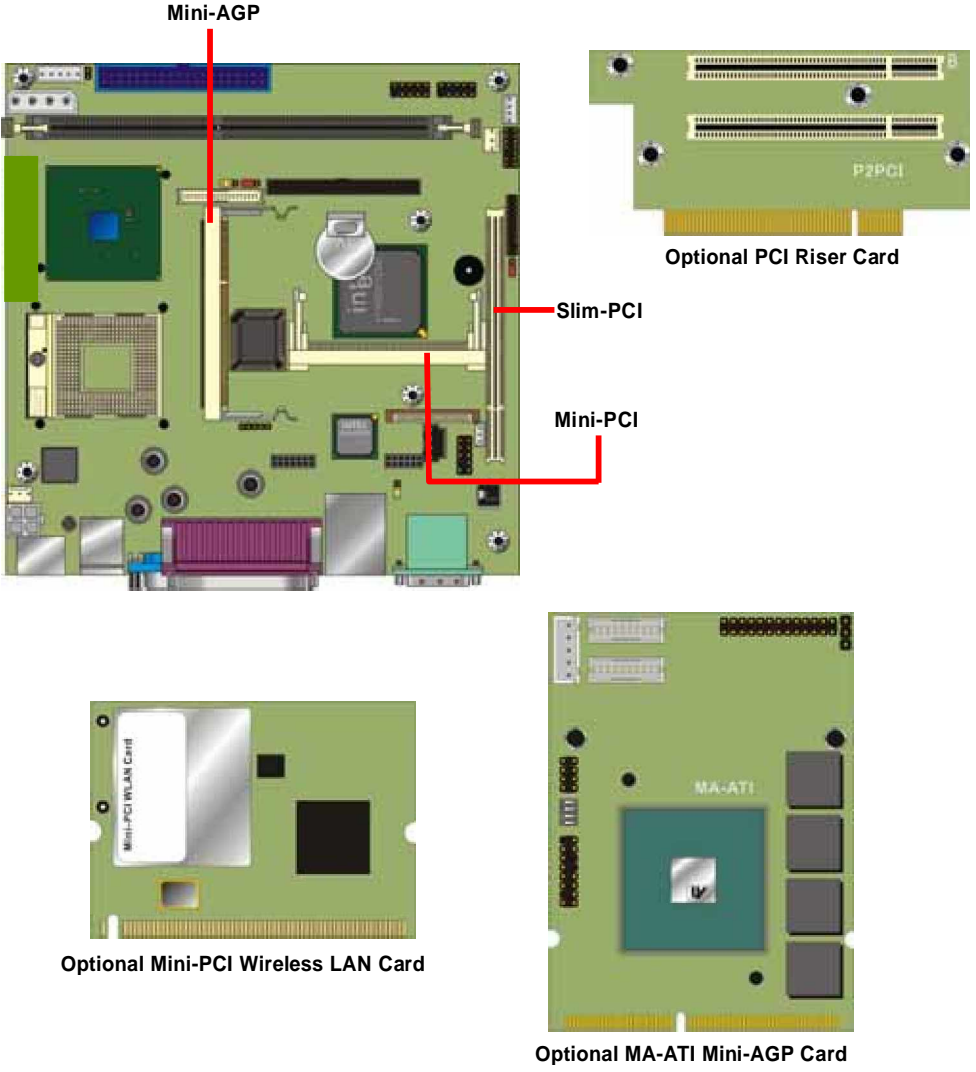 Mini-AGP
B
P2PCI
Optional PCI Riser Card
Slim-PCI
Mini-PCI
Mini-PCI WLAN Card
Optional Mini-PCI Wireless LAN Card
MA-ATI
Optional MA-ATI Mini-AGP Card